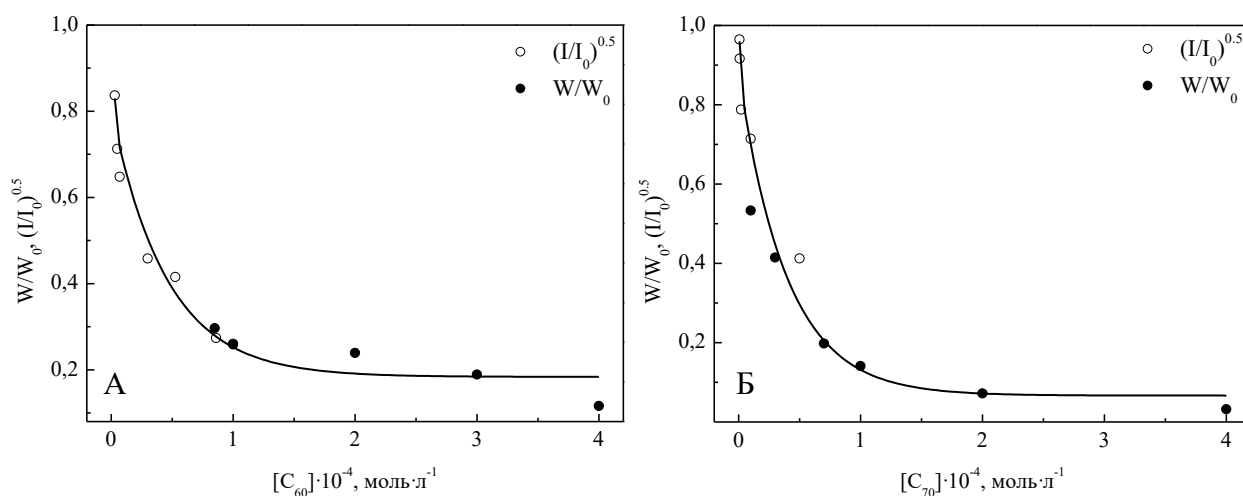 1,0
0,8
0,6
0,4
0,2
W/W₀, (I/I₀)^0.5
(I/I₀)^0.5
W/W₀
А
0 1 2 3 4
[C₆₀]·10⁻⁴, моль·л⁻¹
1,0
0,8
0,6
0,4
0,2
W/W₀, (I/I₀)^0.5
(I/I₀)^0.5
W/W₀
Б
0 1 2 3 4
[C₇₀]·10⁻⁴, моль·л⁻¹